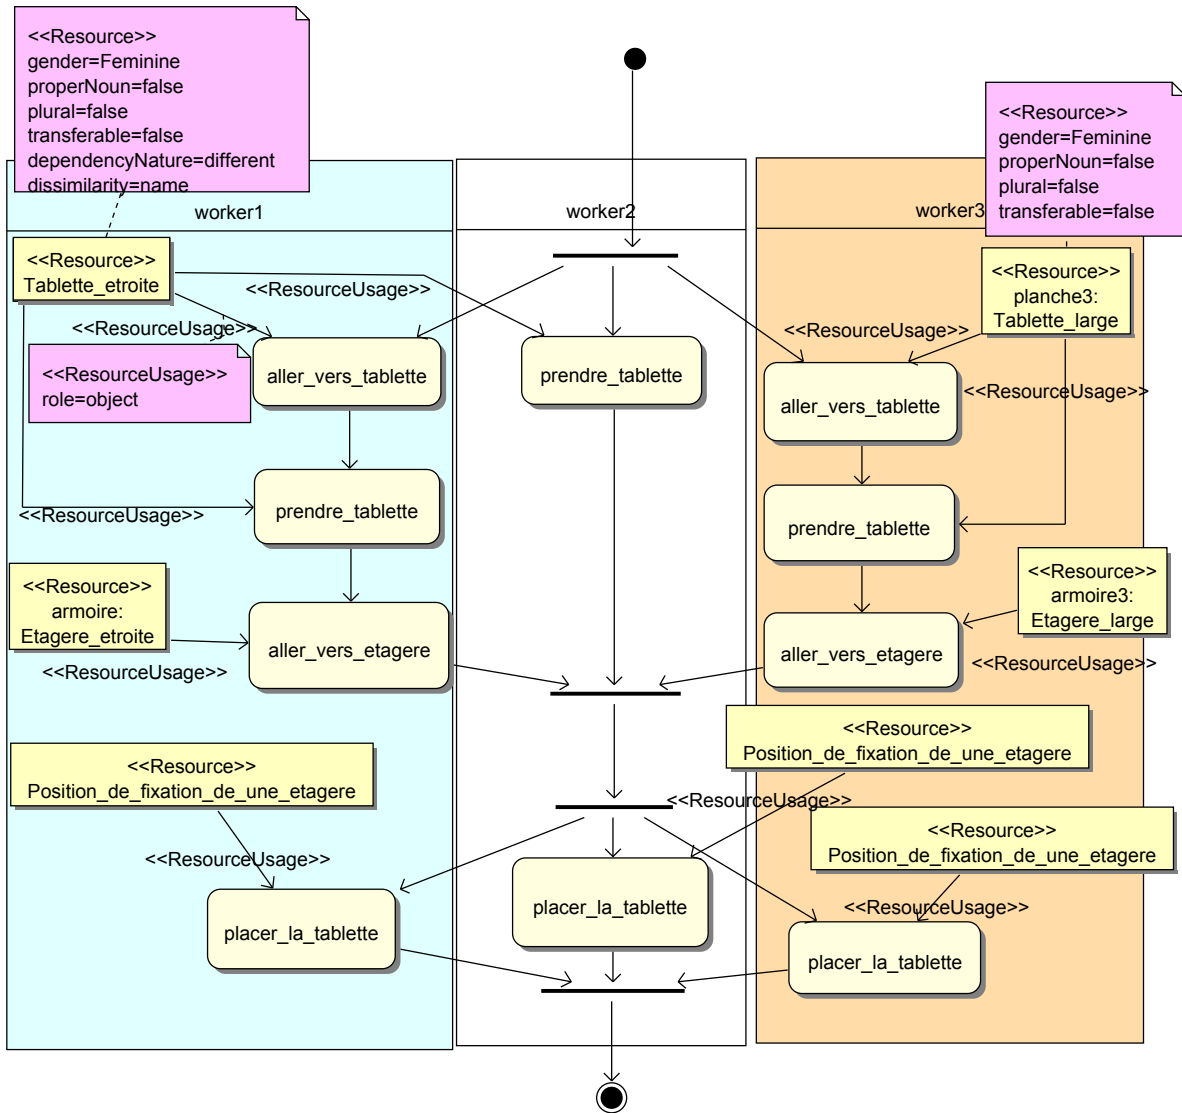 <<Resource>>
gender=Feminine
properNoun=false
plural=false
transferable=false
dependencyNature=different
dissimilarity=name
<<Resource>>
gender=Feminine
properNoun=false
plural=false
transferable=false
worker1
worker2
worker3
<<Resource>>
Tablette_etroite
<<ResourceUsage>>
<<ResourceUsage>>
<<Resource>>
planche3:
Tablette_large
<<ResourceUsage>>
<<ResourceUsage>>
role=object
aller_vers_tablette
prendre_tablette
aller_vers_tablette
<<ResourceUsage>>
<<ResourceUsage>>
prendre_tablette
prendre_tablette
<<Resource>>
armoire:
Etagere_etroite
<<ResourceUsage>>
aller_vers_etagere
<<Resource>>
armoire3:
Etagere_large
aller_vers_etagere
<<ResourceUsage>>
<<Resource>>
Position_de_fixation_de_une_etagere
<<Resource>>
Position_de_fixation_de_une_etagere
<<ResourceUsage>>
<<Resource>>
Position_de_fixation_de_une_etagere
<<ResourceUsage>>
placer_la_tablette
placer_la_tablette
<<ResourceUsage>>
placer_la_tablette